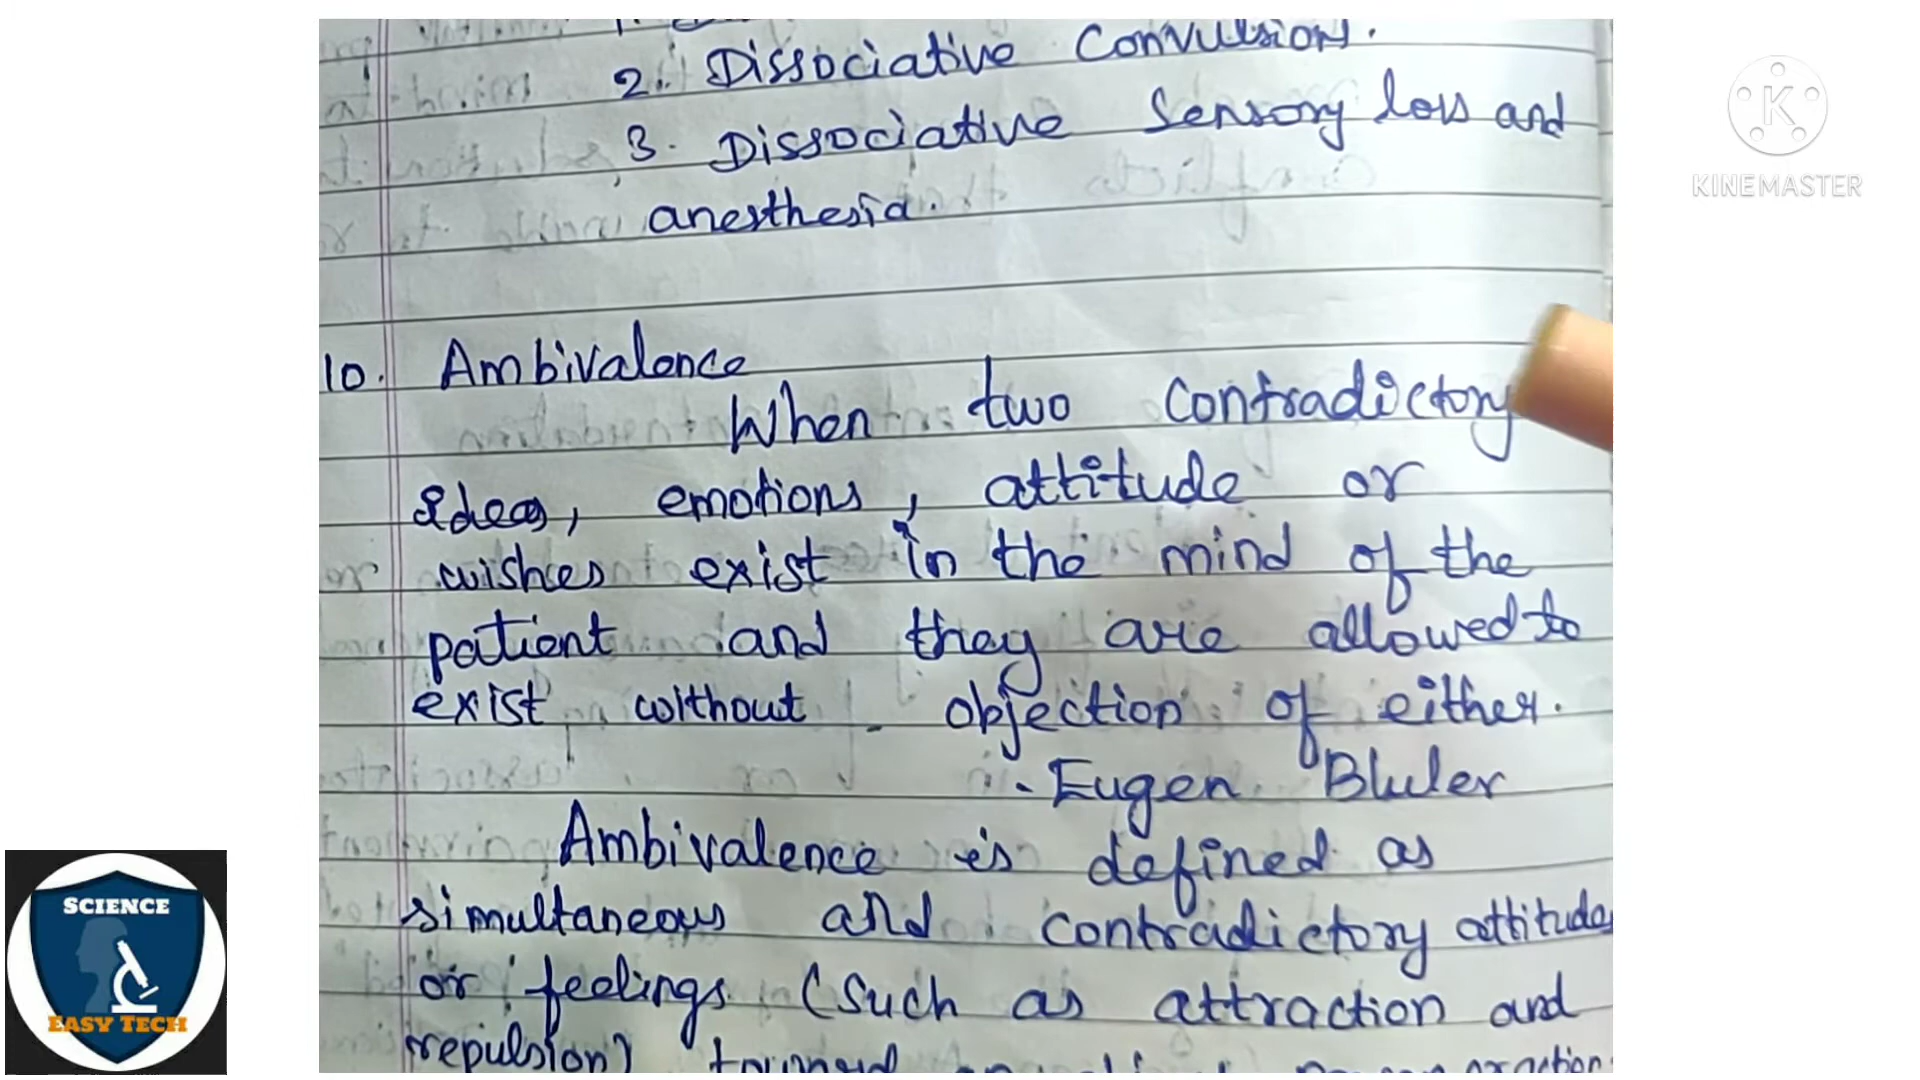 2. Dissociative Convulsions.
3. Dissociative Sensory loss and
anesthesia.
10. Ambivalence
When two contradictory
ideas, emotions, attitude or
wishes exist in the mind of the
patient and they are allowed to
exist without objection of either.
- Eugen Bluler
Ambivalence is defined as
simultaneous and contradictory attitudes
or feelings (such as attraction and
repulsion) toward
KINEMASTER
SCIENCE
EASY TECH